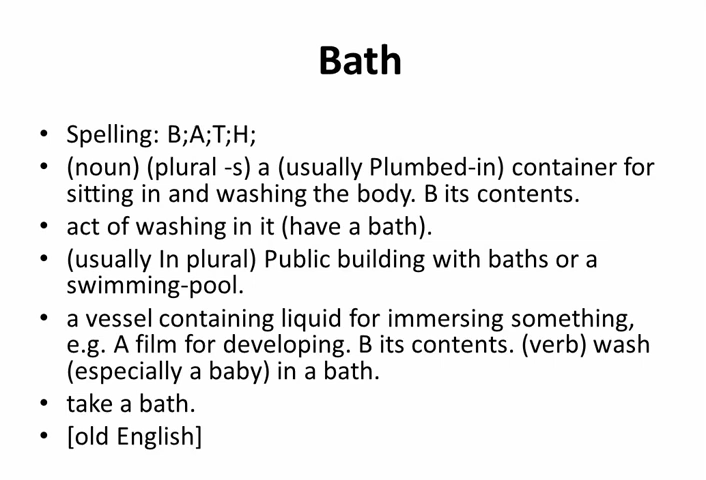 Bath
• Spelling: B;A;T;H;
• (noun) (plural -s) a (usually Plumbed-in) container for
sitting in and washing the body. B its contents.
• act of washing in it (have a bath).
• (usually In plural) Public building with baths or a
swimming-pool.
• a vessel containing liquid for immersing something,
e.g. A film for developing. B its contents. (verb) wash
(especially a baby) in a bath.
• take a bath.
• [old English]